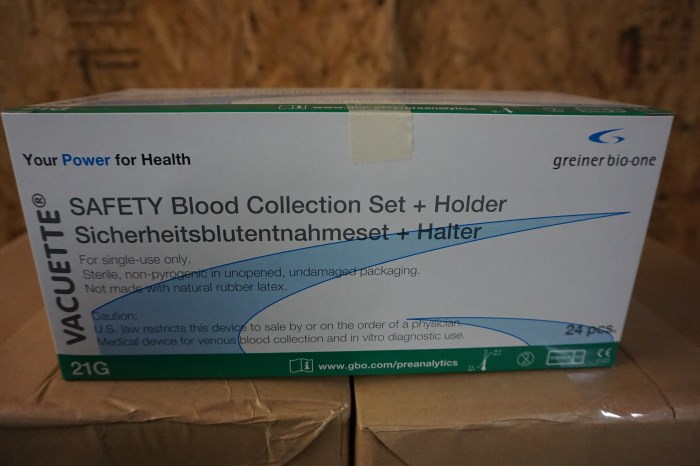 www.gbo.com/preanalytics
Your Power for Health
greiner bio-one
VACUETTE®
SAFETY Blood Collection Set + Holder
Sicherheitsblutentnahmeset + Halter
For single-use only.
Sterile, non-pyrogenic in unopened, undamaged packaging.
Not made with natural rubber latex.
Caution:
U.S. law restricts this device to sale by or on the order of a physician.
Medical device for venous blood collection and in vitro diagnostic use.
24 pcs.
21G
www.gbo.com/preanalytics
CE